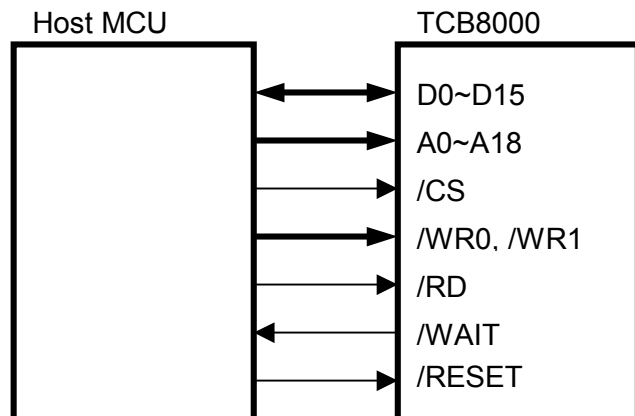 Host MCU
TCB8000
D0~D15
A0~A18
/CS
/WR0, /WR1
/RD
/WAIT
/RESET